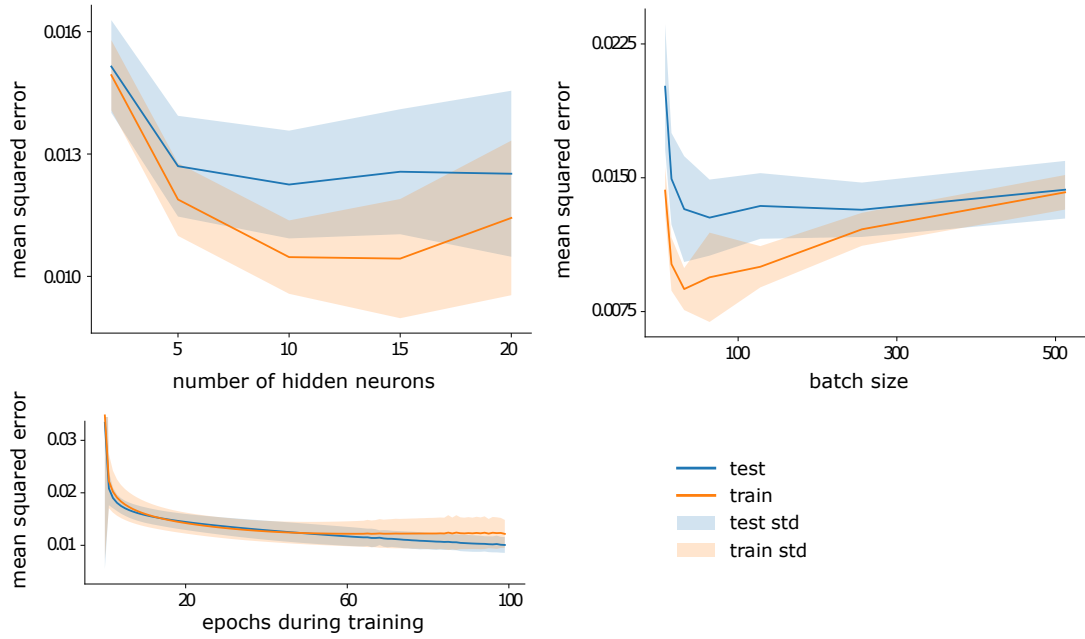 mean squared error
0.016
0.013
0.010
5 10 15 20
number of hidden neurons
mean squared error
0.0225
0.0150
0.0075
100 300 500
batch size
mean squared error
0.03
0.02
0.01
20 60 100
epochs during training
test
train
test std
train std